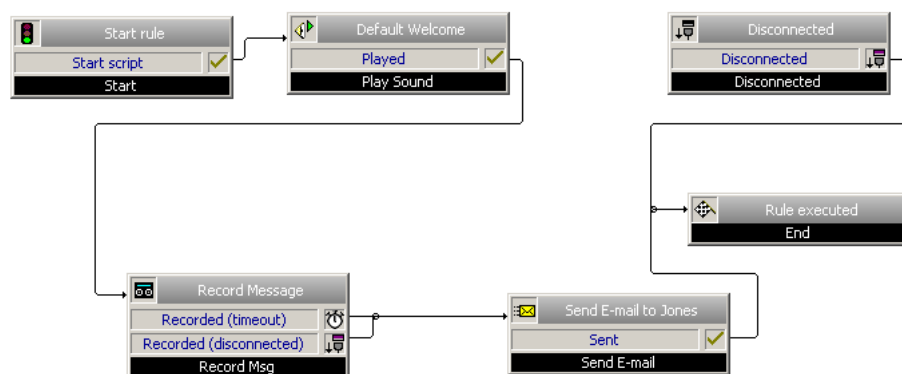 Start rule
Start script
Start
Default Welcome
Played
Play Sound
Disconnected
Disconnected
Disconnected
Rule executed
End
Record Message
Recorded (timeout)
Recorded (disconnected)
Record Msg
Send E-mail to Jones
Sent
Send E-mail